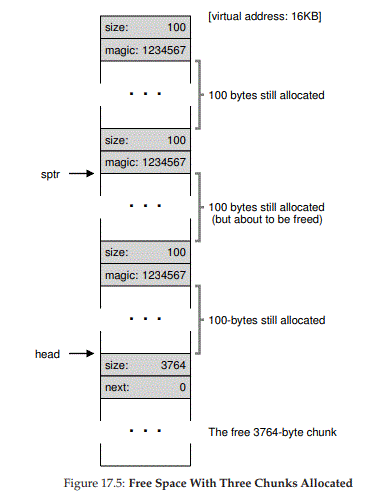 [virtual address: 16KB]
size: 100
magic: 1234567
. . .
100 bytes still allocated
size: 100
magic: 1234567
sptr
. . .
100 bytes still allocated
(but about to be freed)
size: 100
magic: 1234567
. . .
100-bytes still allocated
head
size: 3764
next: 0
. . .
The free 3764-byte chunk
Figure 17.5: Free Space With Three Chunks Allocated